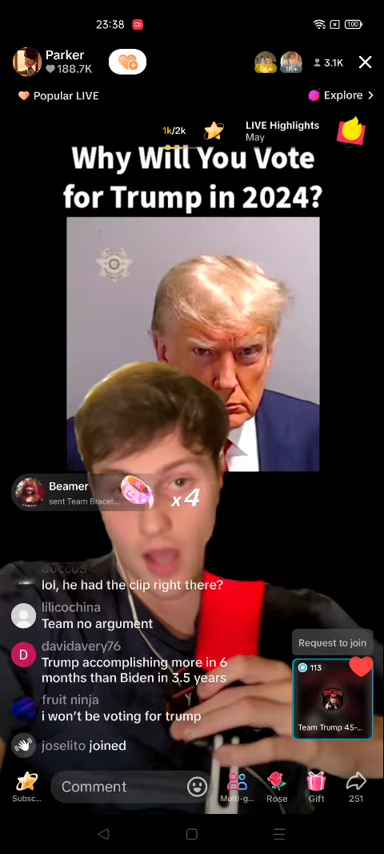 23:38
100
Parker
188.7K
1K+
1K+
3.1K
Popular LIVE
Explore >
1k/2k
LIVE Highlights
May
Why Will You Vote
for Trump in 2024?
Beamer
sent Team Bracel...
x4
lol, he had the clip right there?
lilicochina
Team no argument
D
davidavery76
Trump accomplishing more in 6
months than Biden in 3.5 years
fruit ninja
i won't be voting for trump
joselito joined
Request to join
113
Team Trump 45-...
Subsc...
Comment
Multi-g...
Rose
Gift
251